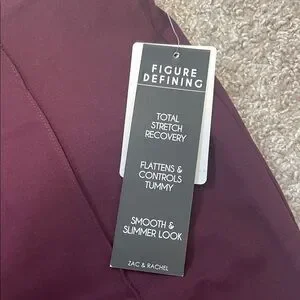 FIGURE
DEFINING
TOTAL
STRETCH
RECOVERY
FLATTENS &
CONTROLS
TUMMY
SMOOTH &
SLIMMER LOOK
ZAC & RACHEL